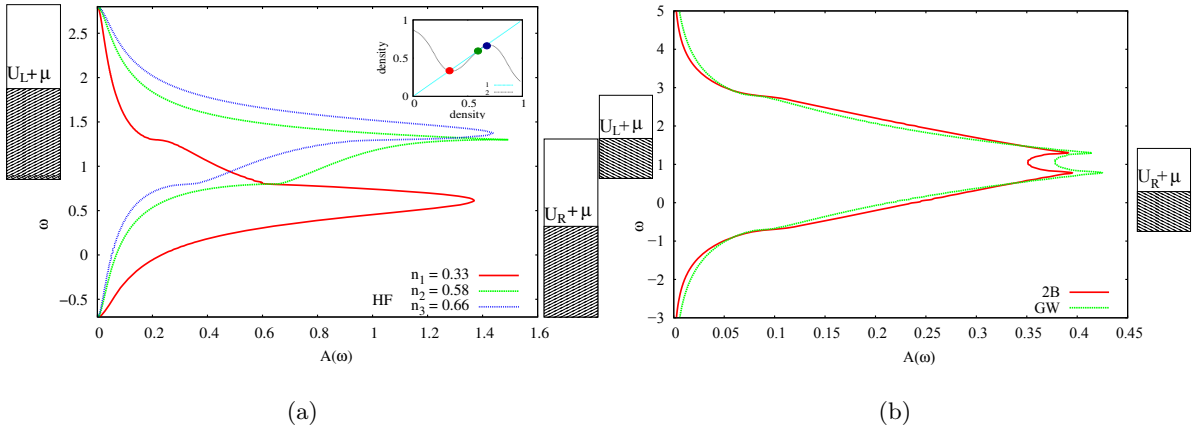 U_L+μ
2.5
2
1.5
1
0.5
0
−0.5
ω
0 0.2 0.4 0.6 0.8 1 1.2 1.4 1.6
A(ω)
HF
n₁ = 0.33
n₂ = 0.58
n₃ = 0.66
1
0.5
0
density
0 0.5 1
density
1
2
U_R+μ
(a)
U_L+μ
5
4
3
2
1
0
−1
−2
−3
ω
0 0.05 0.1 0.15 0.2 0.25 0.3 0.35 0.4 0.45
A(ω)
2B
GW
U_R+μ
(b)